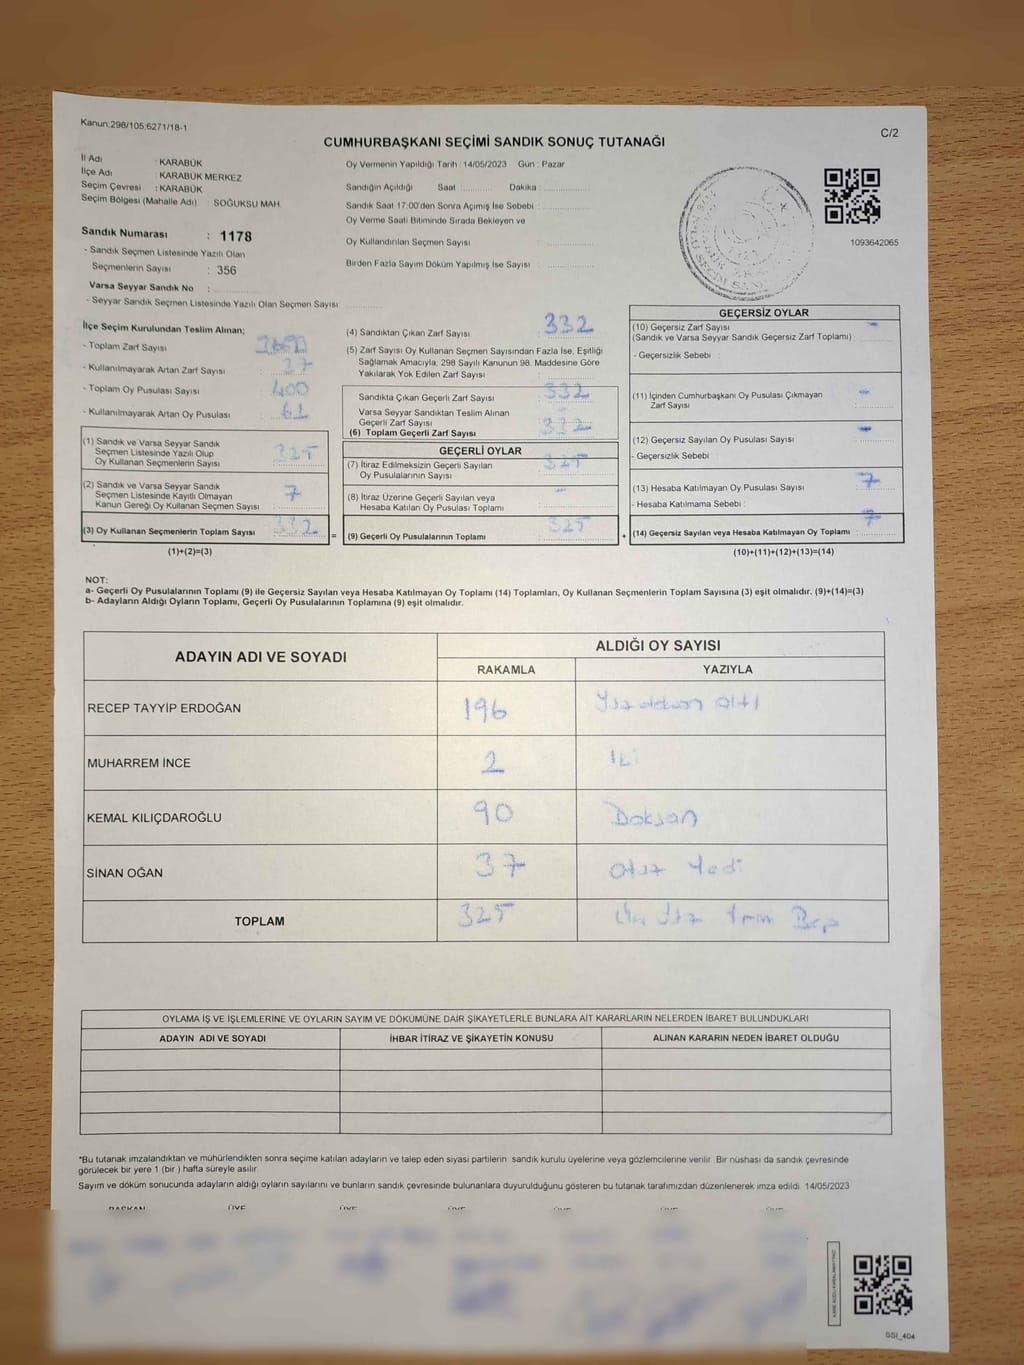 Kanun:298/105,6271/18-1
C/2
CUMHURBAŞKANI SEÇİMİ SANDIK SONUÇ TUTANAĞI
İl Adı : KARABÜK
İlçe Adı : KARABÜK MERKEZ
Seçim Çevresi : KARABÜK
Seçim Bölgesi (Mahalle Adı) SOĞUKSU MAH
Sandık Numarası : 1178
- Sandık Seçmen Listesinde Yazılı Olan
Seçmenlerin Sayısı : 356
Varsa Seyyar Sandık No :
- Seyyar Sandık Seçmen Listesinde Yazılı Olan Seçmen Sayısı
Oy Vermenin Yapıldığı Tarih : 14/05/2023 Gün : Pazar
Sandığın Açıldığı Saat Dakika :
Sandık Saat 17.00'den Sonra Açılmış İse Sebebi :
Oy Verme Saati Bitiminde Sırada Bekleyen ve
Oy Kullandırılan Seçmen Sayısı :
Birden Fazla Sayım Döküm Yapılmış İse Sayısı :
1093642065
İlçe Seçim Kurulundan Teslim Alınan;
- Toplam Zarf Sayısı :
- Kullanılmayarak Artan Zarf Sayısı :
- Toplam Oy Pusulası Sayısı : 400
- Kullanılmayarak Artan Oy Pusulası : 61
(1) Sandık ve Varsa Seyyar Sandık
Seçmen Listesinde Yazılı Olup
Oy Kullanan Seçmenlerin Sayısı 325
(2) Sandık ve Varsa Seyyar Sandık
Seçmen Listesinde Kayıtlı Olmayan
Kanun Gereği Oy Kullanan Seçmen Sayısı 7
(3) Oy Kullanan Seçmenlerin Toplam Sayısı 332 =
(1)+(2)=(3)
(4) Sandıktan Çıkan Zarf Sayısı 332
(5) Zarf Sayısı Oy Kullanan Seçmen Sayısından Fazla İse, Eşitliği
Sağlamak Amacıyla; 298 Sayılı Kanunun 98. Maddesine Göre
Yakılarak Yok Edilen Zarf Sayısı
Sandıkta Çıkan Geçerli Zarf Sayısı 332
Varsa Seyyar Sandıktan Teslim Alınan
Geçerli Zarf Sayısı -
(6) Toplam Geçerli Zarf Sayısı 332
GEÇERLİ OYLAR
(7) İtiraz Edilmeksizin Geçerli Sayılan
Oy Pusulalarının Sayısı 325
(8) İtiraz Üzerine Geçerli Sayılan veya
Hesaba Katılan Oy Pusulası Toplamı -
(9) Geçerli Oy Pusulalarının Toplamı 325 +
GEÇERSİZ OYLAR
(10) Geçersiz Zarf Sayısı -
(Sandık ve Varsa Seyyar Sandık Geçersiz Zarf Toplamı)
- Geçersizlik Sebebi :
(11) İçinden Cumhurbaşkanı Oy Pusulası Çıkmayan
Zarf Sayısı -
(12) Geçersiz Sayılan Oy Pusulası Sayısı -
- Geçersizlik Sebebi :
(13) Hesaba Katılmayan Oy Pusulası Sayısı 7
- Hesaba Katılmama Sebebi :
(14) Geçersiz Sayılan veya Hesaba Katılmayan Oy Toplamı 7
(10)+(11)+(12)+(13)=(14)
NOT:
a- Geçerli Oy Pusulalarının Toplamı (9) ile Geçersiz Sayılan veya Hesaba Katılmayan Oy Toplamı (14) Toplamları, Oy Kullanan Seçmenlerin Toplam Sayısına (3) eşit olmalıdır. (9)+(14)=(3)
b- Adayların Aldığı Oyların Toplamı, Geçerli Oy Pusulalarının Toplamına (9) eşit olmalıdır.
ADAYIN ADI VE SOYADI ALDIĞI OY SAYISI
RAKAMLA YAZIYLA
RECEP TAYYİP ERDOĞAN 196 Yüz doksan altı
MUHARREM İNCE 2 İki
KEMAL KILIÇDAROĞLU 90 Doksan
SİNAN OĞAN 37 Otuz Yedi
TOPLAM 325 Üç Yüz Yirmi Beş
OYLAMA İŞ VE İŞLEMLERİNE VE OYLARIN SAYIM VE DÖKÜMÜNE DAİR ŞİKAYETLERLE BUNLARA AİT KARARLARIN NELERDEN İBARET BULUNDUKLARI
ADAYIN ADI VE SOYADI İHBAR İTİRAZ VE ŞİKAYETİN KONUSU ALINAN KARARIN NEDEN İBARET OLDUĞU
*Bu tutanak imzalandıktan ve mühürlendikten sonra seçime katılan adayların ve talep eden siyasi partilerin sandık kurulu üyelerine veya gözlemcilerine verilir. Bir nüshası da sandık çevresinde
görülecek bir yere 1 (bir ) hafta süreyle asılır.
Sayım ve döküm sonucunda adayların aldığı oyların sayılarını ve bunların sandık çevresinde bulunanlara duyurulduğunu gösteren bu tutanak tarafımızdan düzenlenerek imza edildi. 14/05/2023
BAŞKAN ÜYE ÜYE ÜYE ÜYE ÜYE ÜYE
SSI_404